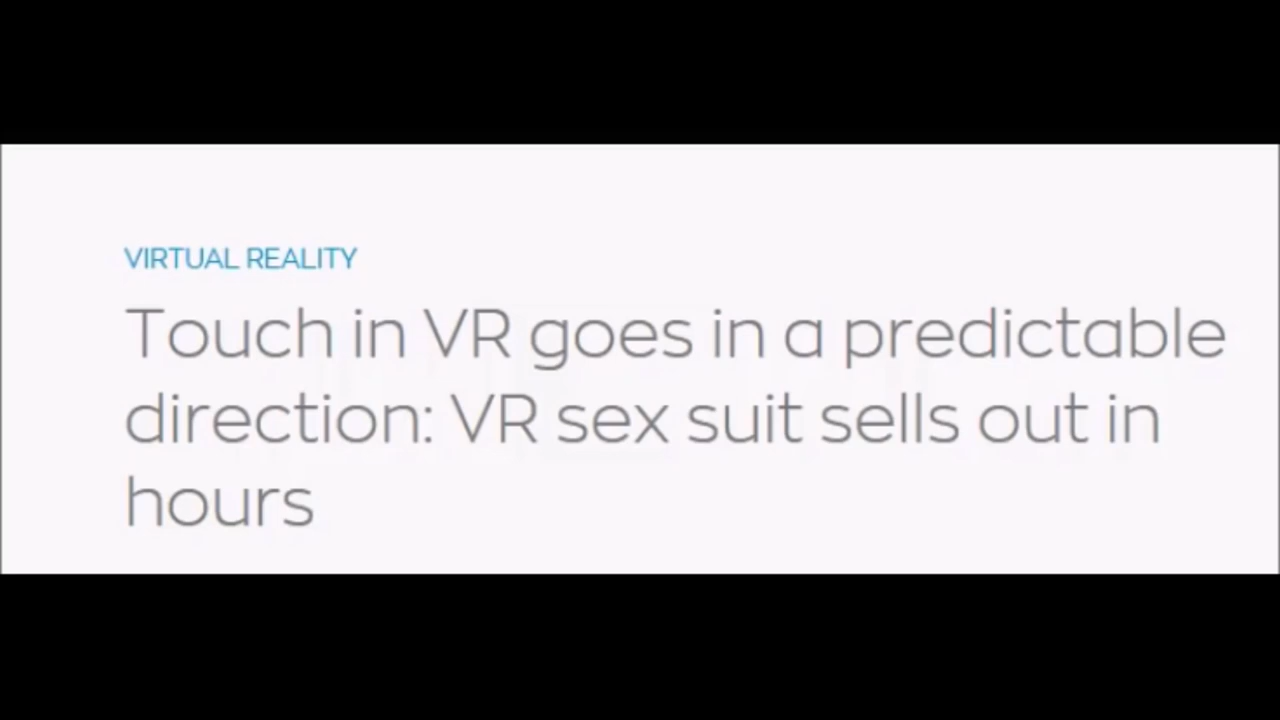 VIRTUAL REALITY
Touch in VR goes in a predictable
direction: VR sex suit sells out in
hours